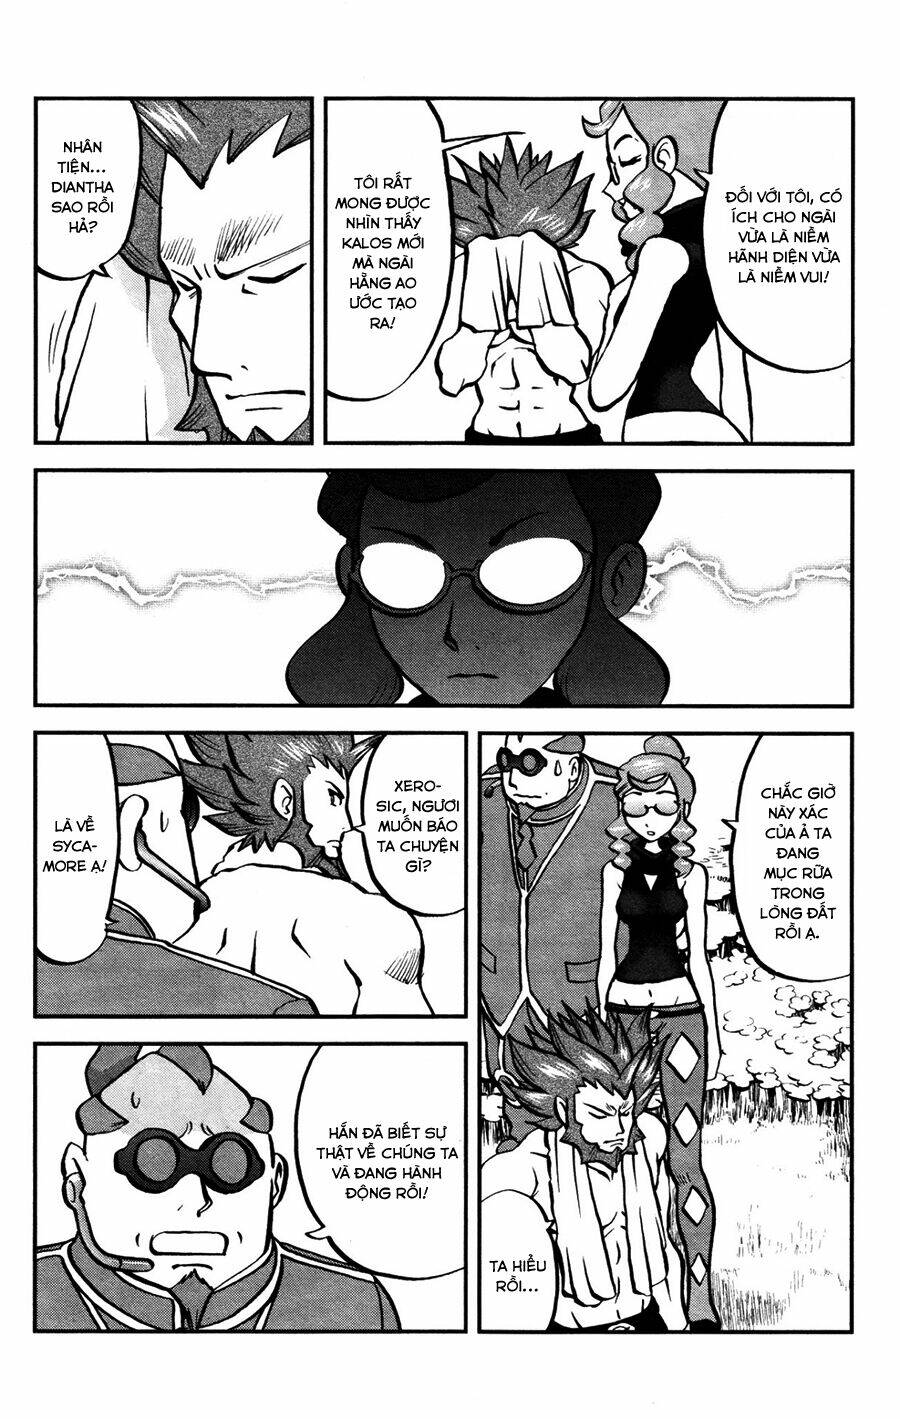 ĐỐI VỚI TÔI, CÓ
ÍCH CHO NGÀI
VỪA LÀ NIỀM
HÃNH DIỆN VỪA
LÀ NIỀM VUI!
TÔI RẤT
MONG ĐƯỢC
NHÌN THẤY
KALOS MỚI
MÀ NGÀI
HẰNG AO
ƯỚC TẠO
RA!
NHÂN
TIỆN...
DIANTHA
SAO RỒI
HẢ?
CHẮC GIỜ
NÀY XÁC
CỦA Ả TA
ĐANG
MỤC RỮA
TRONG
LÒNG ĐẤT
RỒI Ạ.
TA HIỂU
RỒI...
XERO-
SIC, NGƯƠI
MUỐN BÁO
TA CHUYỆN
GÌ?
LÀ VỀ
SYCA-
MORE Ạ!
HẮN ĐÃ BIẾT SỰ
THẬT VỀ CHÚNG TA
VÀ ĐANG HÀNH
ĐỘNG RỒI!